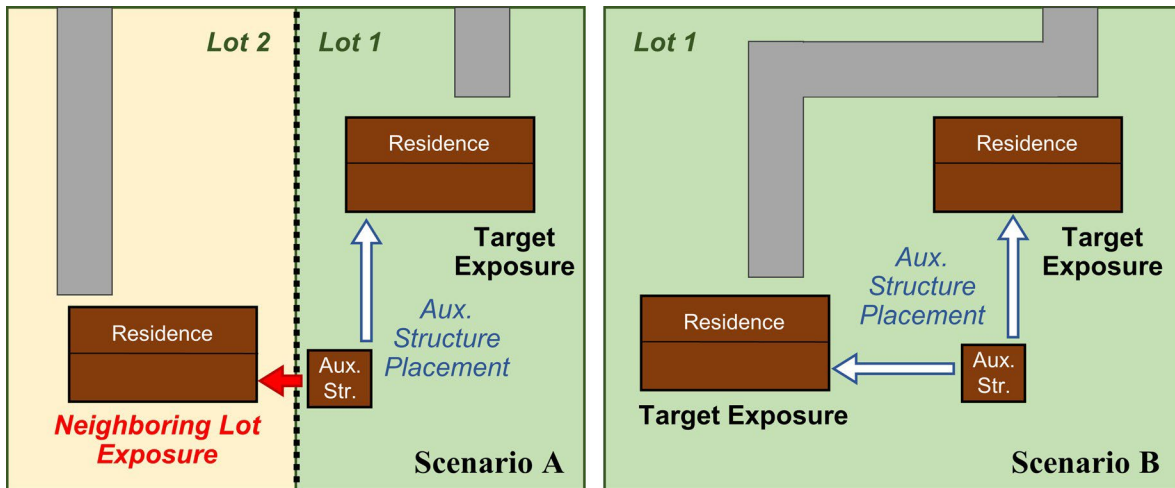 Lot 2
Lot 1
Residence
Target
Exposure
Aux.
Structure
Placement
Residence
Aux.
Str.
Neighboring Lot
Exposure
Scenario A
Lot 1
Residence
Target
Exposure
Aux.
Structure
Placement
Residence
Aux.
Str.
Target Exposure
Scenario B